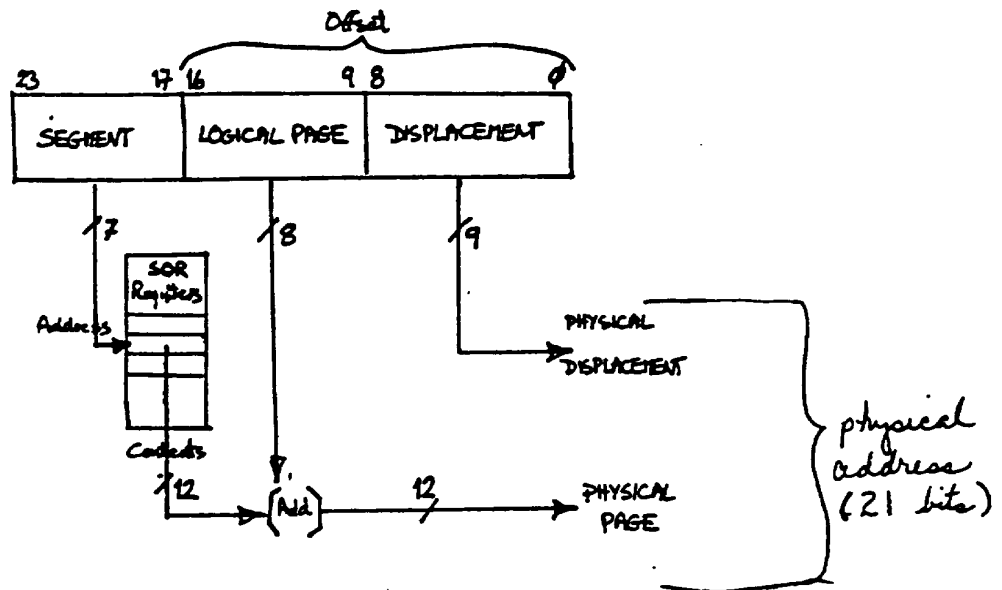 Offset
23 17 16 9 8 0
SEGMENT LOGICAL PAGE DISPLACEMENT
7 8 9
SOR
Registers
Address
PHYSICAL
DISPLACEMENT
Contents
12 [Add] 12 PHYSICAL
PAGE
physical
address
(21 bits)